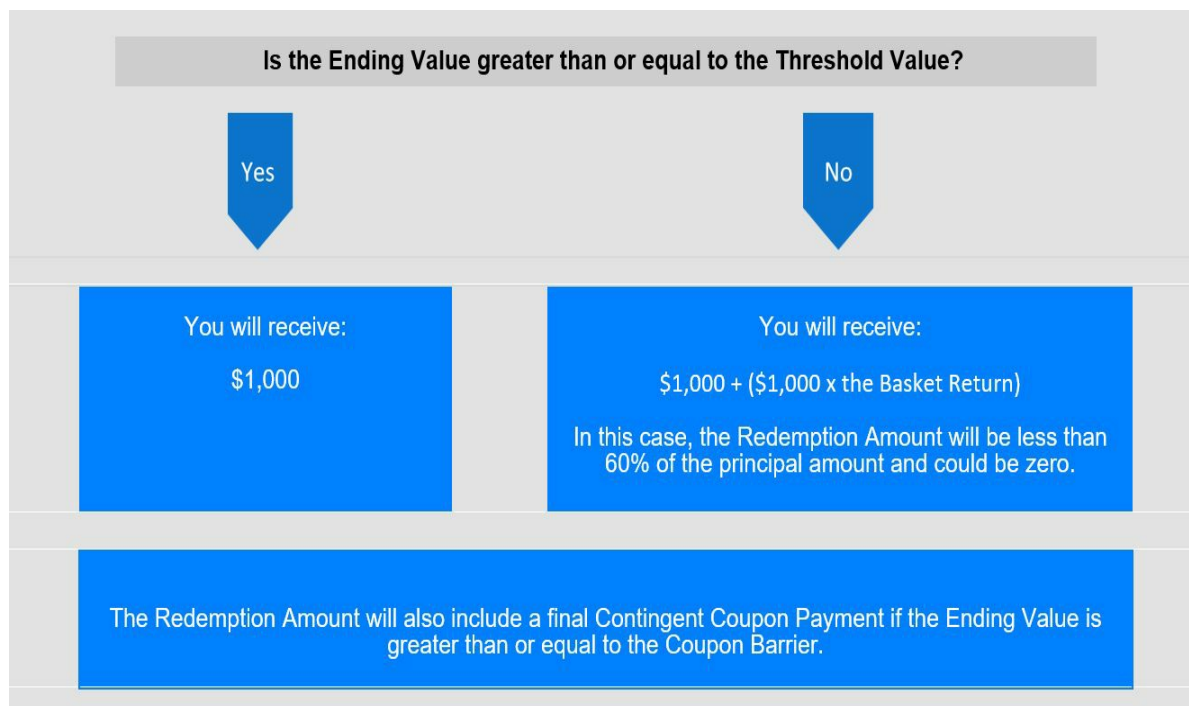 Is the Ending Value greater than or equal to the Threshold Value?
Yes
No
You will receive:
$1,000
You will receive:
$1,000 + ($1,000 x the Basket Return)
In this case, the Redemption Amount will be less than
60% of the principal amount and could be zero.
The Redemption Amount will also include a final Contingent Coupon Payment if the Ending Value is
greater than or equal to the Coupon Barrier.